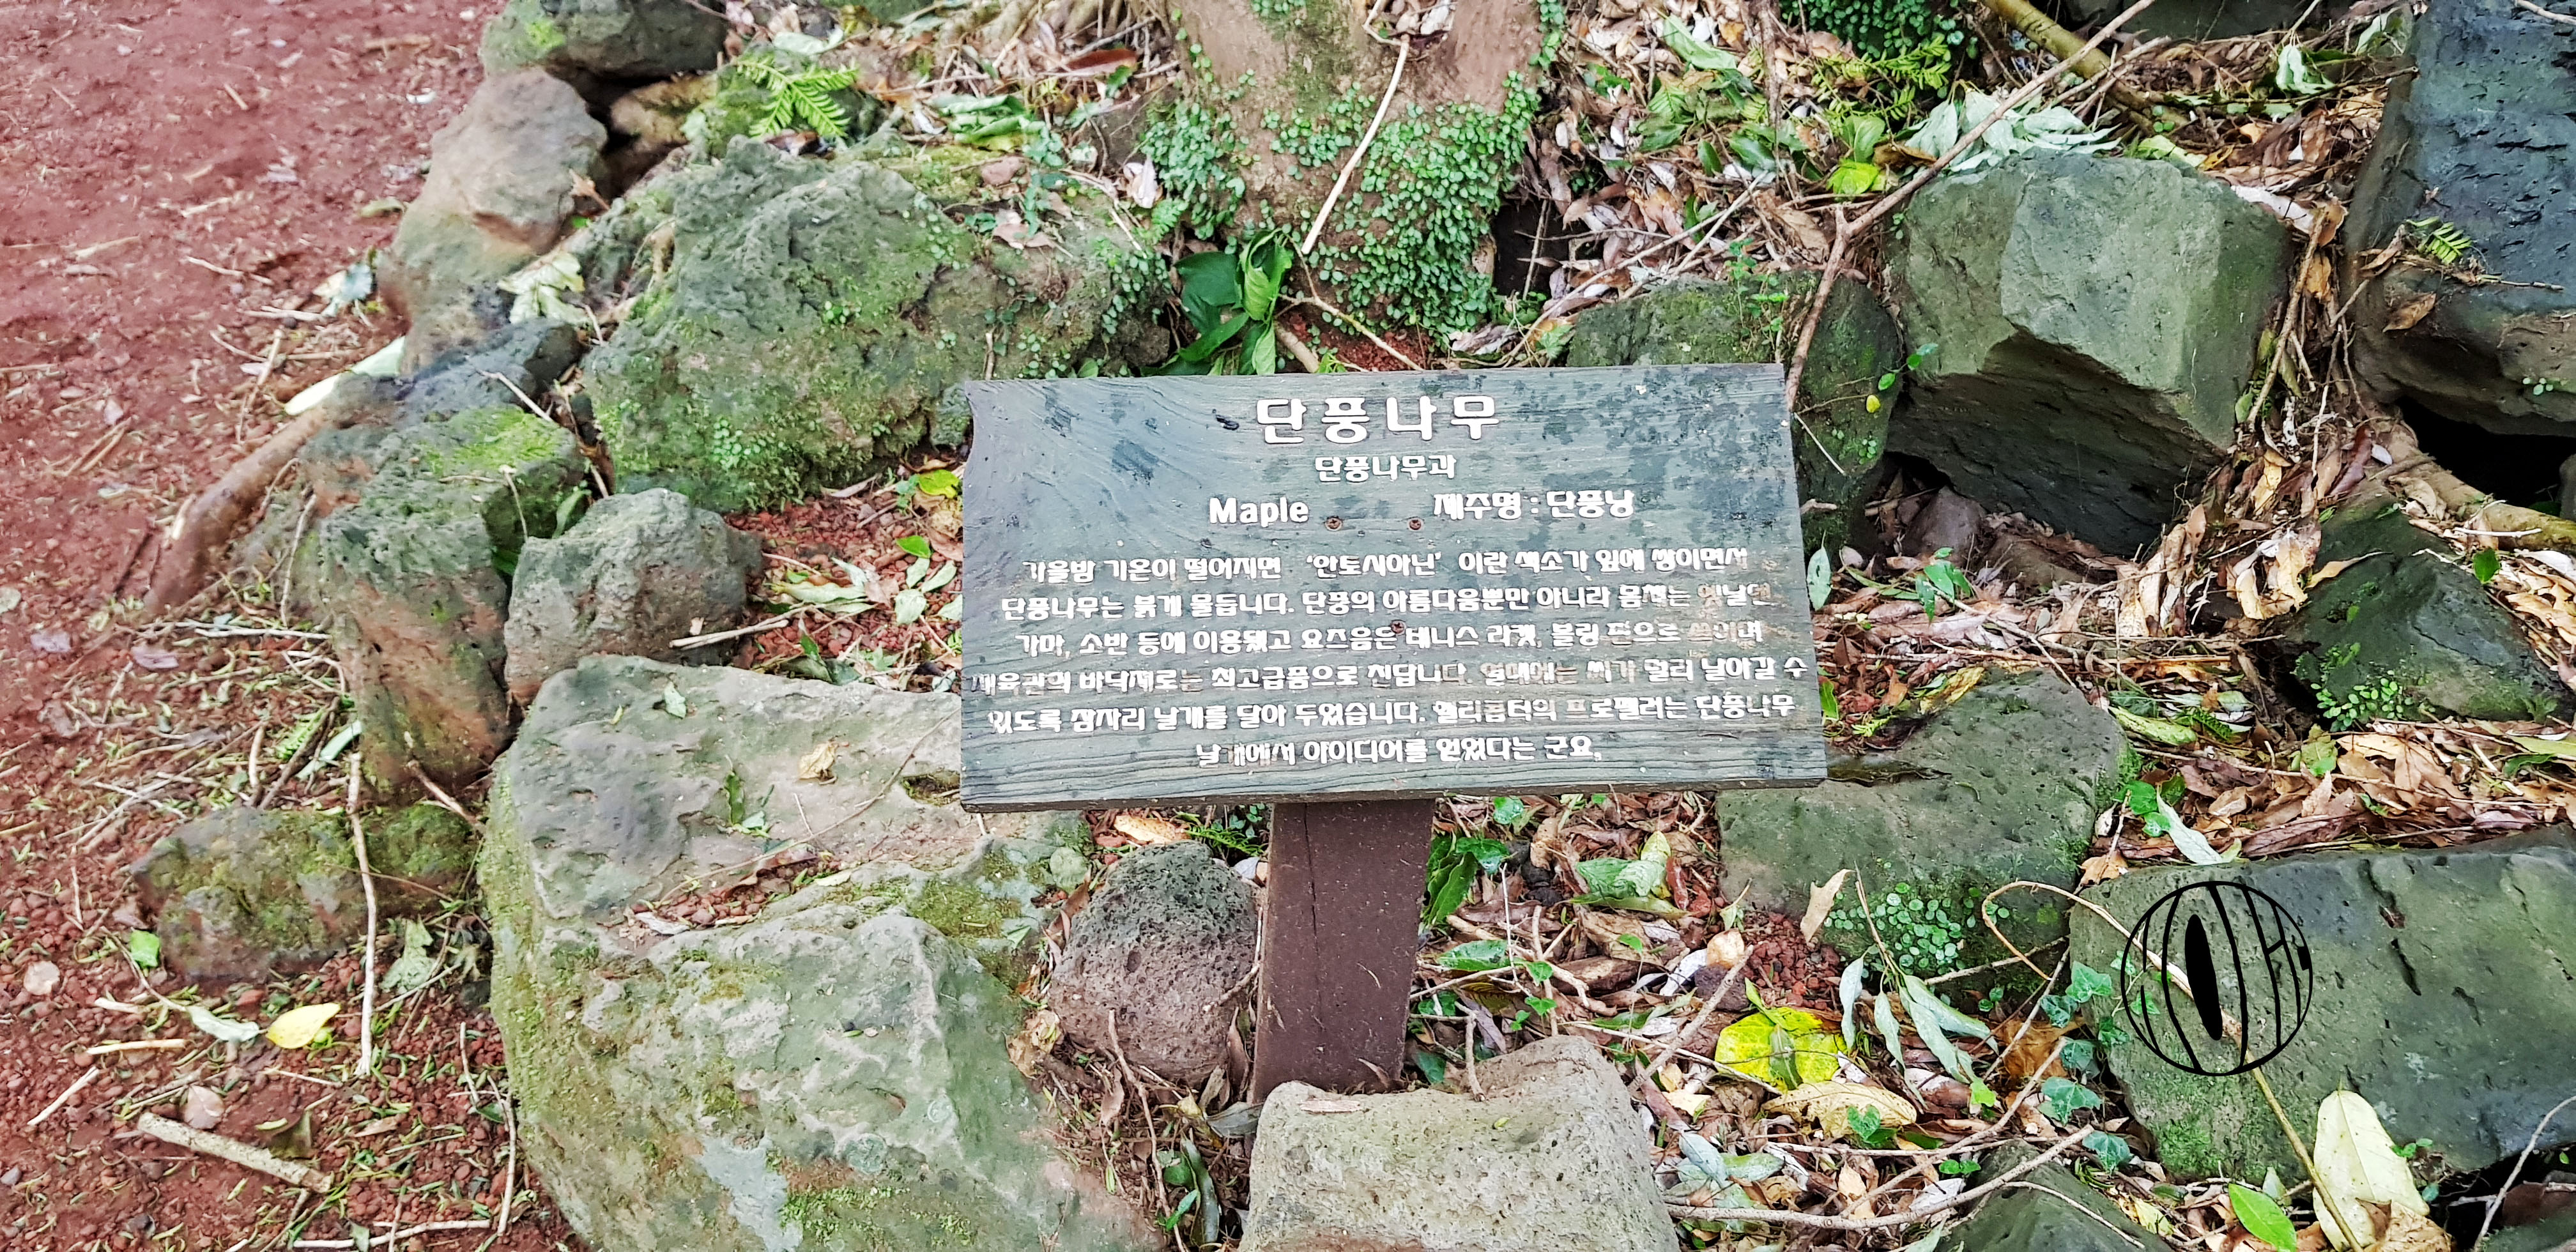 단풍나무
단풍나무과
Maple 제주명 : 단풍낭
가을밤 기온이 떨어지면 '안토시아닌' 이란 색소가 잎에 쌓이면서
단풍나무는 붉게 물듭니다. 단풍의 아름다움뿐만 아니라 몸체는 옛날엔
가마, 소반 등에 이용됐고 요즈음은 테니스 라켓, 볼링 핀으로 쓰이며
체육관의 바닥재로는 최고급품으로 친답니다. 열매에는 씨가 멀리 날아갈 수
있도록 잠자리 날개를 달아 두었습니다. 헬리콥터의 프로펠러는 단풍나무
날개에서 아이디어를 얻었다는 군요.